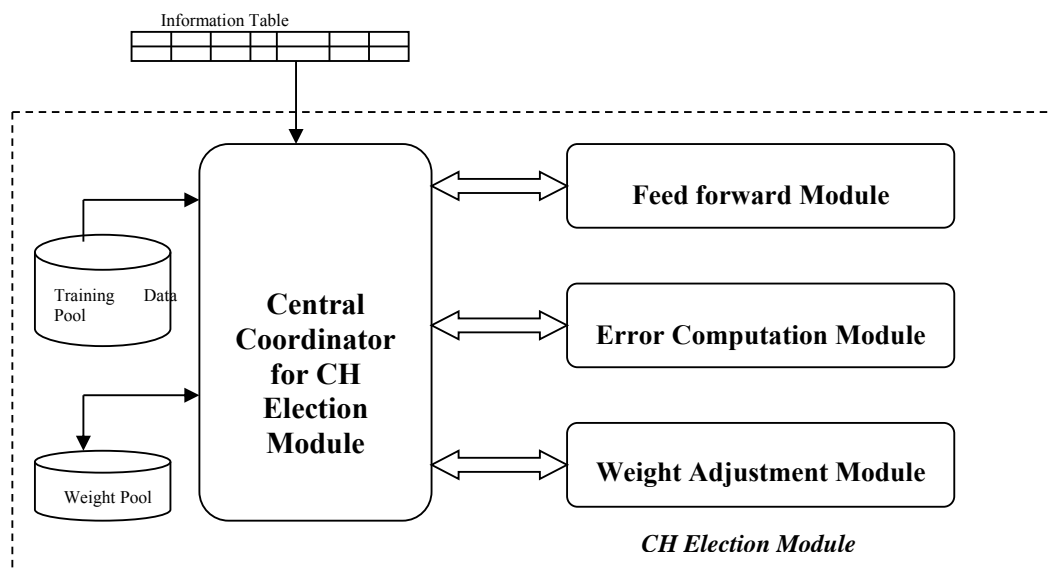 Information Table
Feed forward Module
Training Data
Pool
Central
Coordinator
for CH
Election
Module
Error Computation Module
Weight Pool
Weight Adjustment Module
CH Election Module